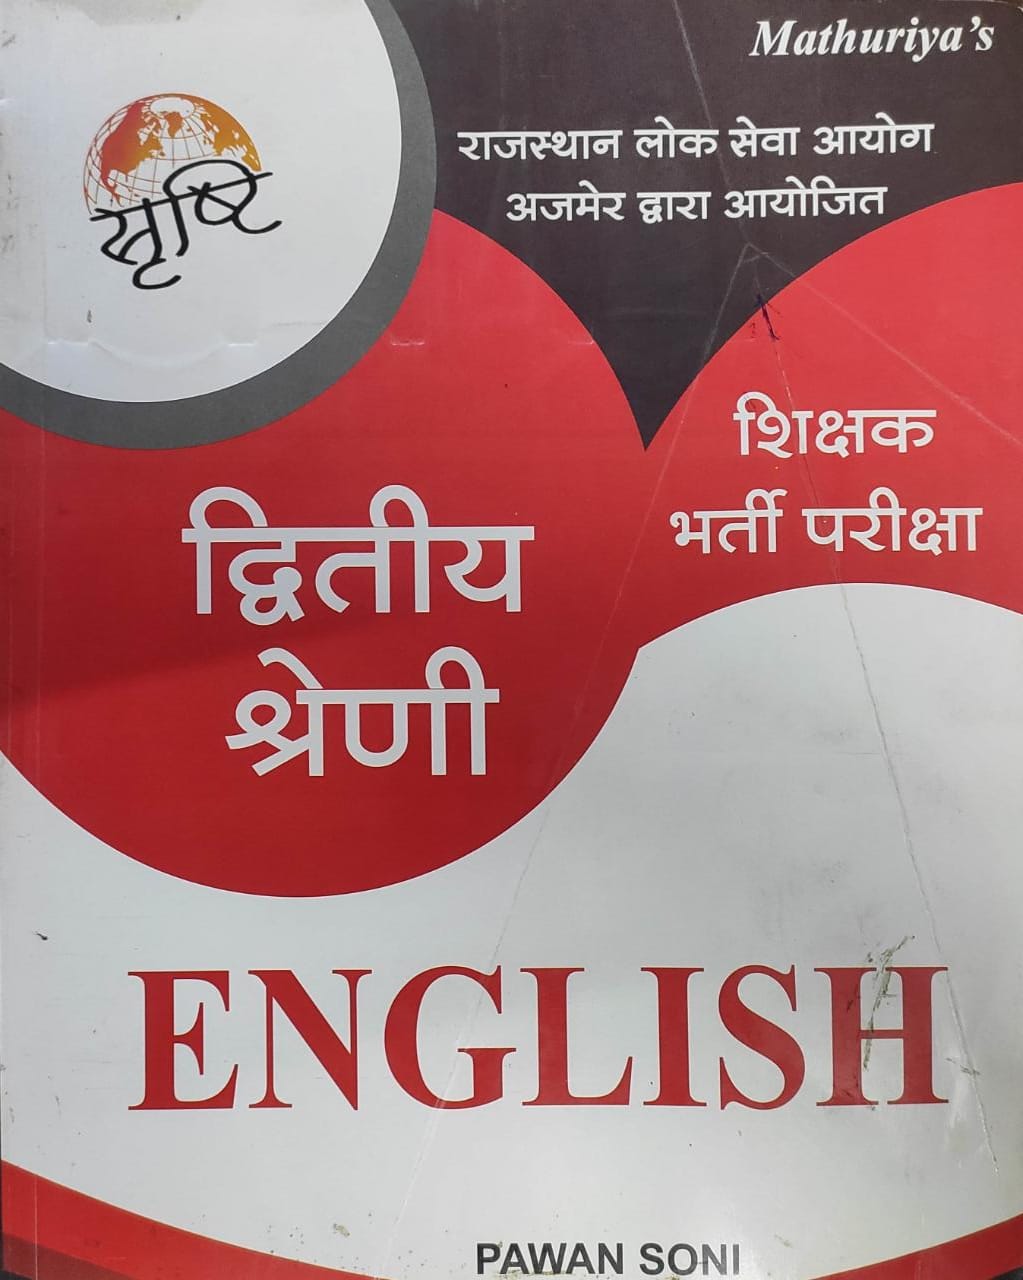 Mathuriya's
राजस्थान लोक सेवा आयोग
अजमेर द्वारा आयोजित
सृष्टि
शिक्षक
भर्ती परीक्षा
द्वितीय
श्रेणी
ENGLISH
PAWAN SONI